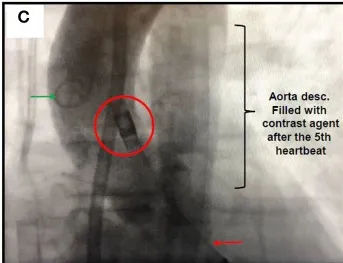 C
Aorta desc.
Filled with
contrast agent
after the 5th
heartbeat